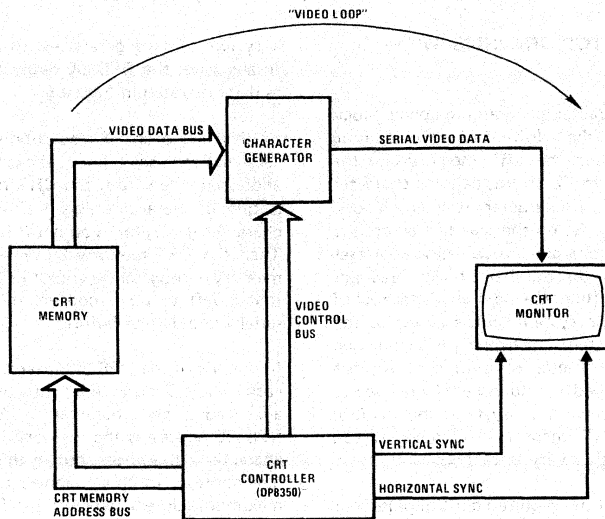 "VIDEO LOOP"
VIDEO DATA BUS
CHARACTER
GENERATOR
SERIAL VIDEO DATA
CRT
MEMORY
VIDEO
CONTROL
BUS
CRT
MONITOR
CRT
CONTROLLER
(DP8350)
VERTICAL SYNC
HORIZONTAL SYNC
CRT MEMORY
ADDRESS BUS